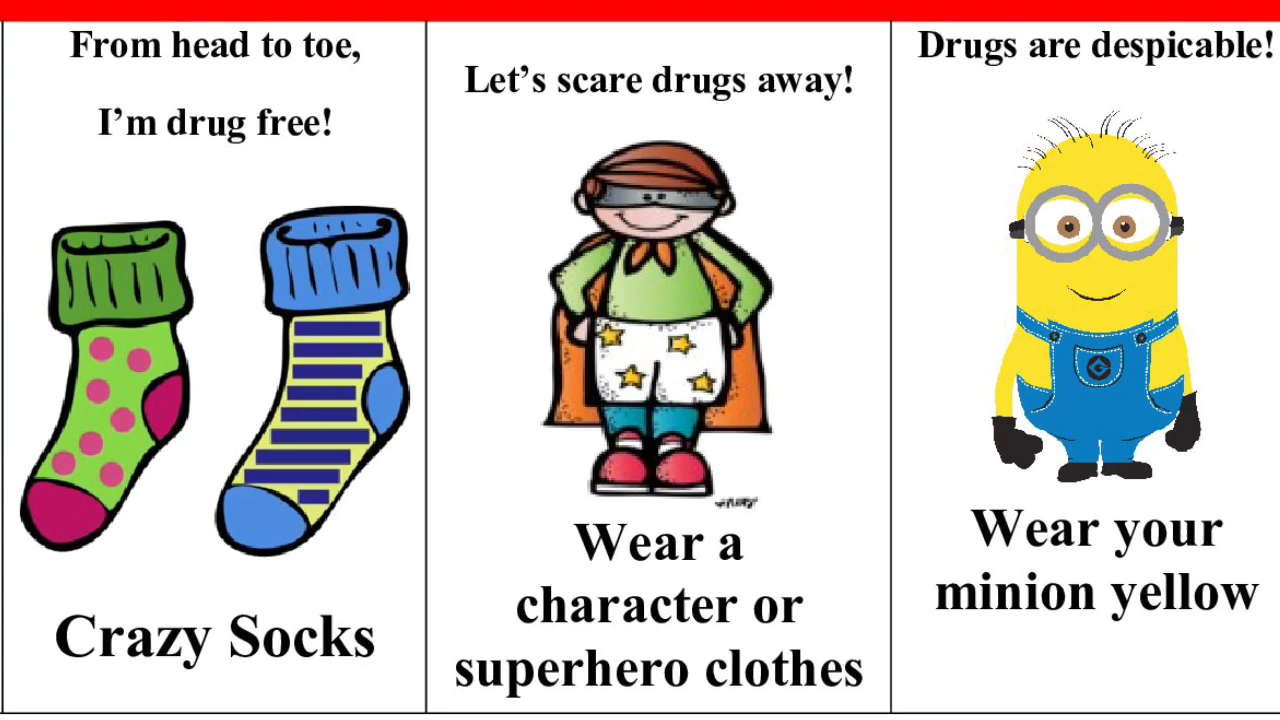 From head to toe,
I'm drug free!
Crazy Socks
Let's scare drugs away!
Wear a
character or
superhero clothes
Drugs are despicable!
Wear your
minion yellow